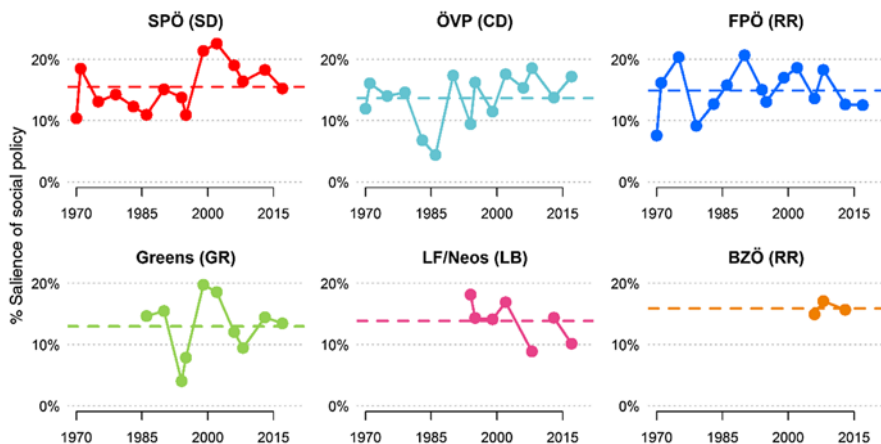 SPÖ (SD) ÖVP (CD) FPÖ (RR)
20% 20% 20%
10% 10% 10%
0% 0% 0%
1970 1985 2000 2015 1970 1985 2000 2015 1970 1985 2000 2015
% Salience of social policy
Greens (GR) LF/Neos (LB) BZÖ (RR)
20% 20% 20%
10% 10% 10%
0% 0% 0%
1970 1985 2000 2015 1970 1985 2000 2015 1970 1985 2000 2015